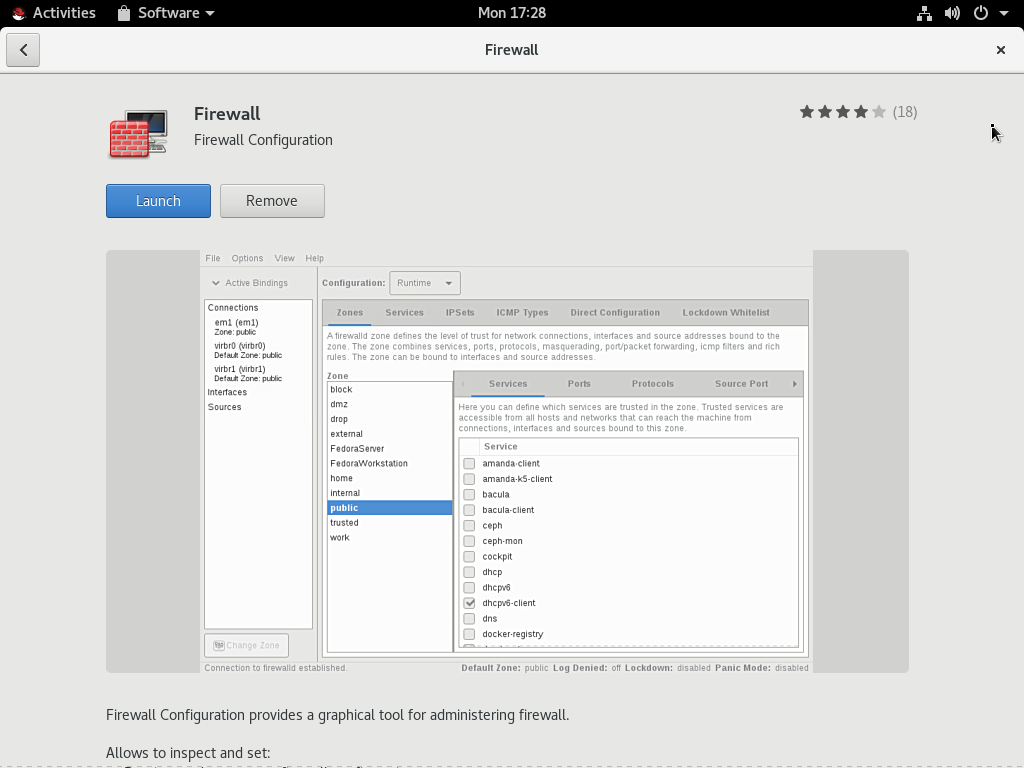 Activities
Software
Mon 17:28
Firewall
Firewall
Firewall Configuration
(18)
Launch
Remove
File Options View Help
Active Bindings
Configuration: Runtime
Connections
em1 (em1)
Zone: public
virbr0 (virbr0)
Default Zone: public
virbr1 (virbr1)
Default Zone: public
Interfaces
Sources
Change Zone
Zones Services IPSets ICMP Types Direct Configuration Lockdown Whitelist
A firewalld zone defines the level of trust for network connections, interfaces and source addresses bound to the
zone. The zone combines services, ports, protocols, masquerading, port/packet forwarding, icmp filters and rich
rules. The zone can be bound to interfaces and source addresses.
Zone
block
dmz
drop
external
FedoraServer
FedoraWorkstation
home
internal
public
trusted
work
Services Ports Protocols Source Port
Here you can define which services are trusted in the zone. Trusted services are
accessible from all hosts and networks that can reach the machine from
connections, interfaces and sources bound to this zone.
Service
amanda-client
amanda-k5-client
bacula
bacula-client
ceph
ceph-mon
cockpit
dhcp
dhcpv6
dhcpv6-client
dns
docker-registry
Connection to firewalld established.
Default Zone: public Log Denied: off Lockdown: disabled Panic Mode: disabled
Firewall Configuration provides a graphical tool for administering firewall.
Allows to inspect and set: